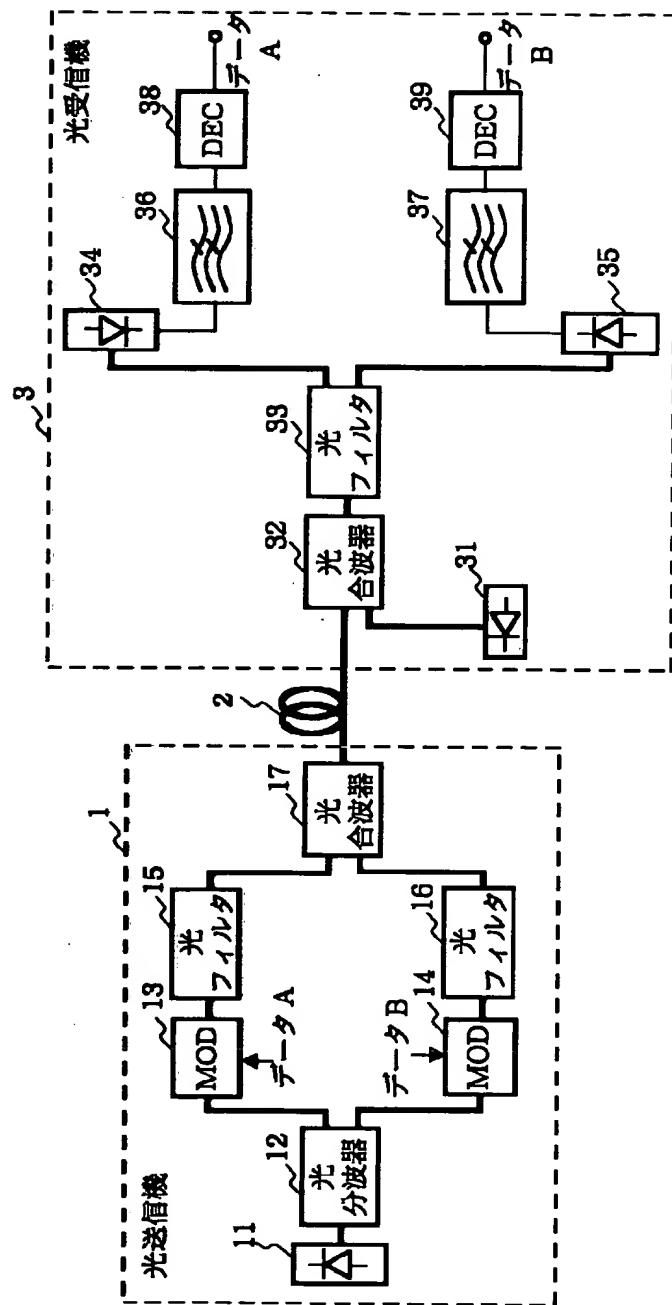 光送信機
1
11
12
光
分波器
13
MOD
データA
15
光
フィルタ
データB
14
MOD
16
光
フィルタ
17
光
合波器
2
3
光受信機
31
32
光
合波器
33
光
フィルタ
34
36
38
DEC
データ
A
35
37
39
DEC
データ
B